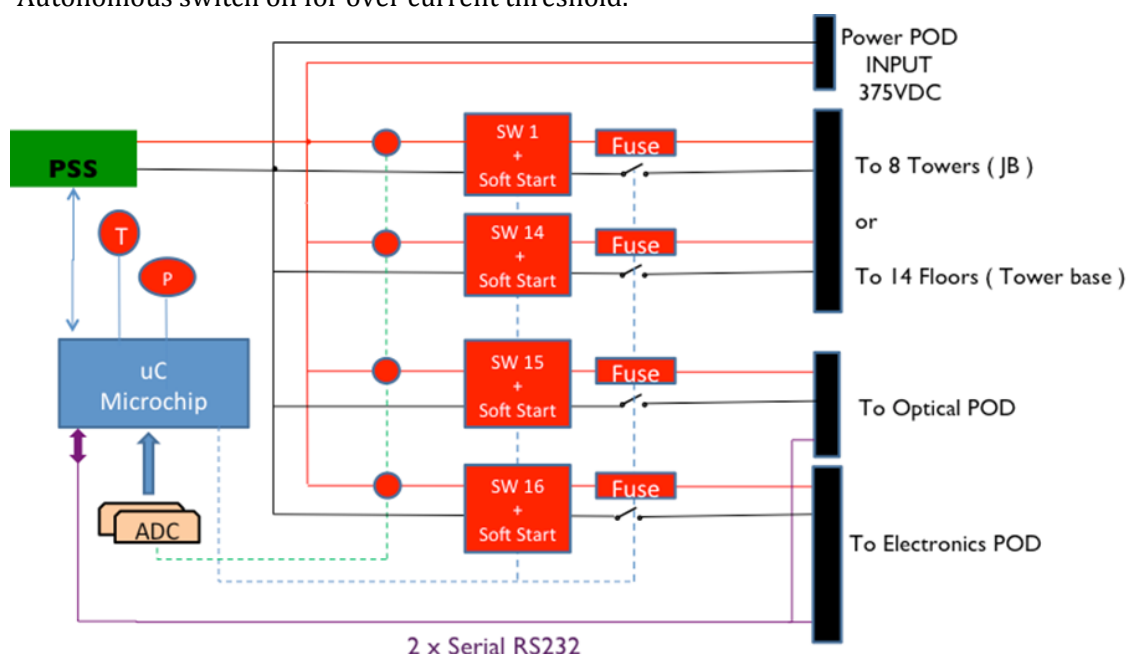 Autonomous switch off for over current threshold.
Power POD
INPUT
375VDC
PSS
SW 1
+
Soft Start
Fuse
To 8 Towers ( JB )
or
To 14 Floors ( Tower base )
T
P
SW 14
+
Soft Start
Fuse
uC
Microchip
SW 15
+
Soft Start
Fuse
To Optical POD
ADC
SW 16
+
Soft Start
Fuse
To Electronics POD
2 x Serial RS232